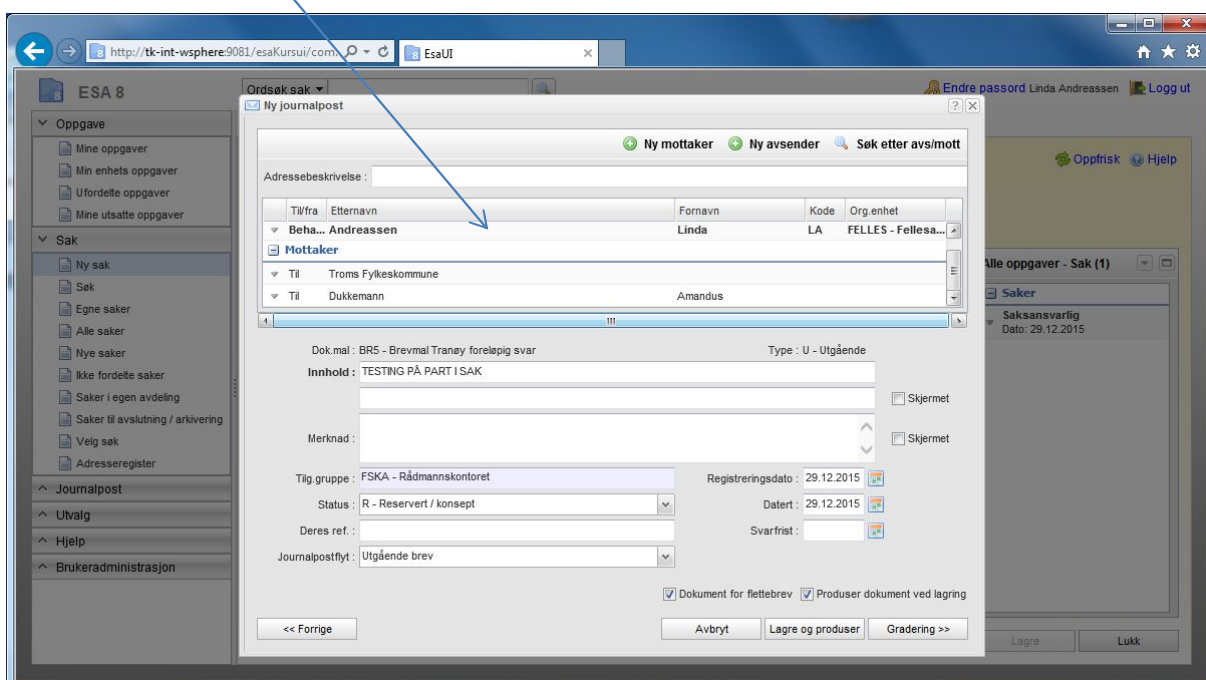 http://tk-int-wsphere:9081/esaKursui/com.
EsaUI
ESA 8
Ordsøk sak
Endre passord Linda Andreassen Logg ut
Oppgave
Mine oppgaver
Min enhets oppgaver
Ufordelte oppgaver
Mine utsatte oppgaver
Sak
Ny sak
Søk
Egne saker
Alle saker
Nye saker
Ikke fordelte saker
Saker i egen avdeling
Saker til avslutning / arkivering
Velg søk
Adresseregister
Journalpost
Utvalg
Hjelp
Brukeradministrasjon
Ny journalpost
Ny mottaker Ny avsender Søk etter avs/mott
Adressebeskrivelse :
Til/fra Etternavn Fornavn Kode Org.enhet
Beha... Andreassen Linda LA FELLES - Fellesa...
Mottaker
Til Troms Fylkeskommune
Til Dukkemann Amandus
Dok.mal : BR5 - Brevmal Tranøy foreløpig svar Type : U - Utgående
Innhold : TESTING PÅ PART I SAK
Skjermet
Merknad : Skjermet
Tilg.gruppe : FSKA - Rådmannskontoret Registreringsdato : 29.12.2015
Status : R - Reservert / konsept Datert : 29.12.2015
Deres ref. : Svarfrist :
Journalpostflyt : Utgående brev
Dokument for flettebrev Produser dokument ved lagring
<< Forrige Avbryt Lagre og produser Gradering >>
Oppfrisk Hjelp
Alle oppgaver - Sak (1)
Saker
Saksansvarlig
Dato: 29.12.2015
Lagre Lukk